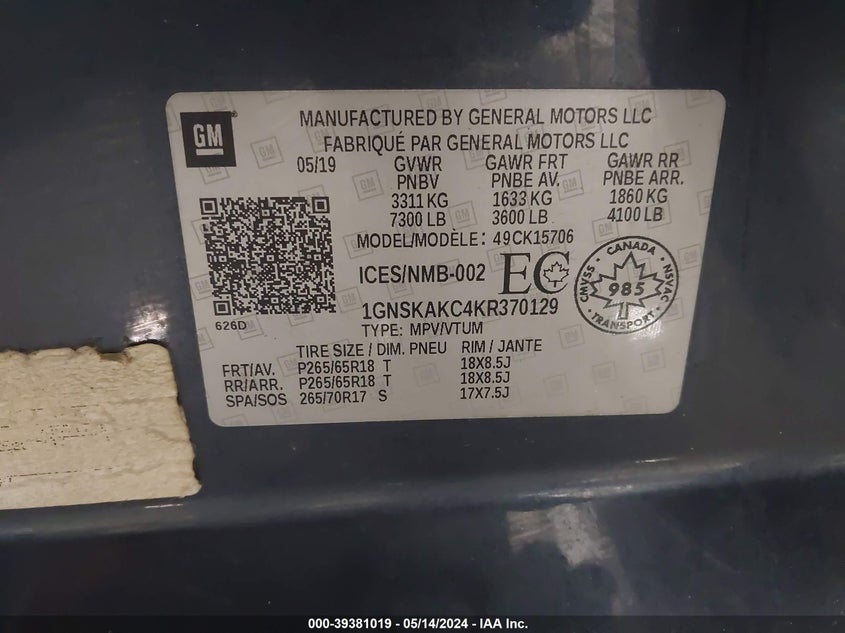 GM
MANUFACTURED BY GENERAL MOTORS LLC
FABRIQUÉ PAR GENERAL MOTORS LLC
05/19 GVWR GAWR FRT GAWR RR
PNBV PNBE AV. PNBE ARR.
3311 KG 1633 KG 1860 KG
7300 LB 3600 LB 4100 LB
MODEL/MODÈLE: 49CK15706
ICES/NMB-002 EC
CANADA
CMVSS 985 NSVAC
TRANSPORT
1GNSKAKC4KR370129
626D
TYPE: MPV/VTUM
TIRE SIZE / DIM. PNEU RIM / JANTE
FRT/AV. P265/65R18 T 18X8.5J
RR/ARR. P265/65R18 T 18X8.5J
SPA/SOS 265/70R17 S 17X7.5J
000-39381019 - 05/14/2024 - IAA Inc.